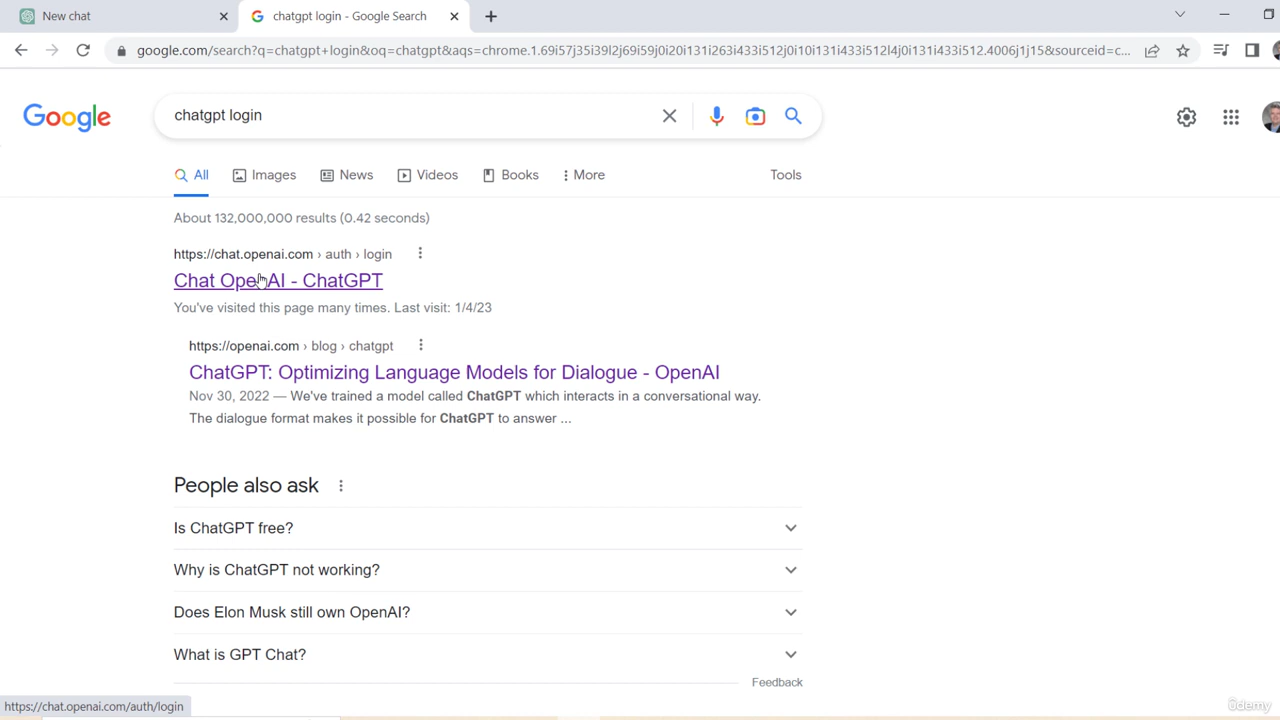 New chat
chatgpt login - Google Search
google.com/search?q=chatgpt+login&oq=chatgpt&aqs=chrome.1.69i57j35i39l2j69i59j0i20i131i263i433i512j0i10i131i433i512l4j0i131i433i512.4006j1j15&sourceid=c...
Google
chatgpt login
All Images News Videos Books More Tools
About 132,000,000 results (0.42 seconds)
https://chat.openai.com › auth › login
Chat OpenAI - ChatGPT
You've visited this page many times. Last visit: 1/4/23
https://openai.com › blog › chatgpt
ChatGPT: Optimizing Language Models for Dialogue - OpenAI
Nov 30, 2022 — We've trained a model called ChatGPT which interacts in a conversational way.
The dialogue format makes it possible for ChatGPT to answer ...
People also ask
Is ChatGPT free?
Why is ChatGPT not working?
Does Elon Musk still own OpenAI?
What is GPT Chat?
Feedback
https://chat.openai.com/auth/login
ûdemy